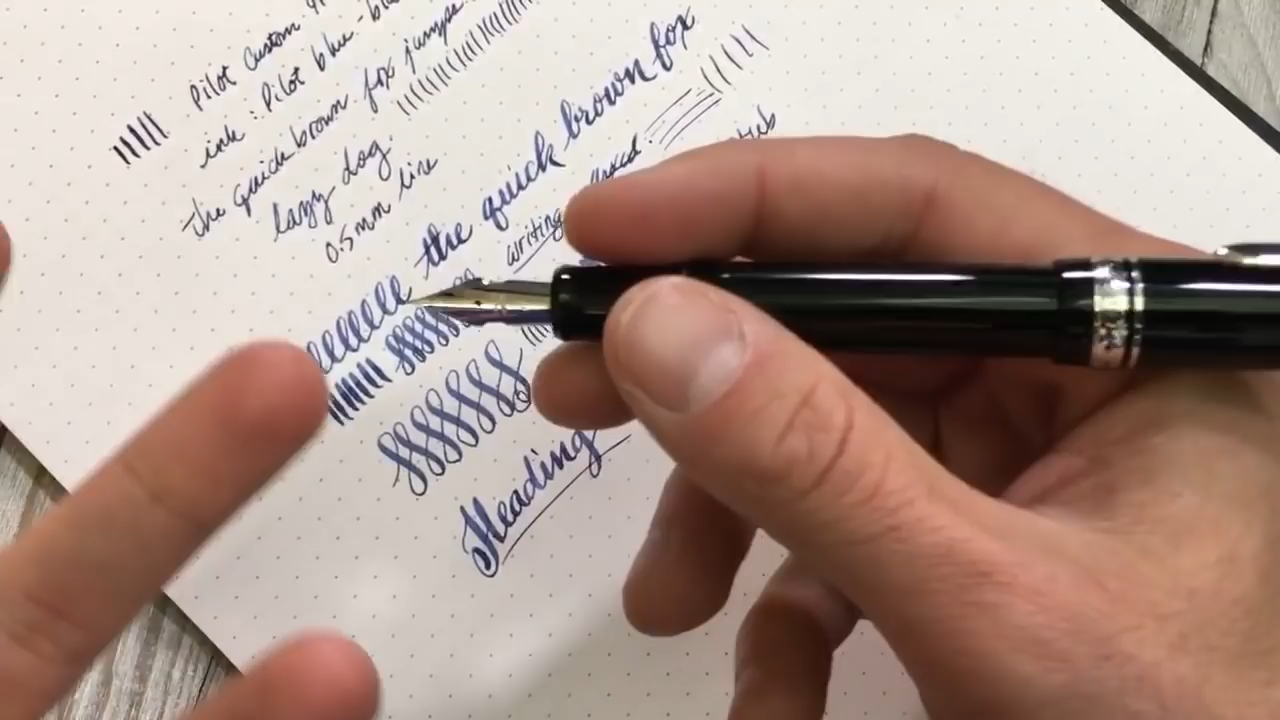 Pilot Custom
ink : Pilot blue-bla
The quick brown fox jumps
lazy dog
0.5mm line
the quick brown fox
writing
Heading